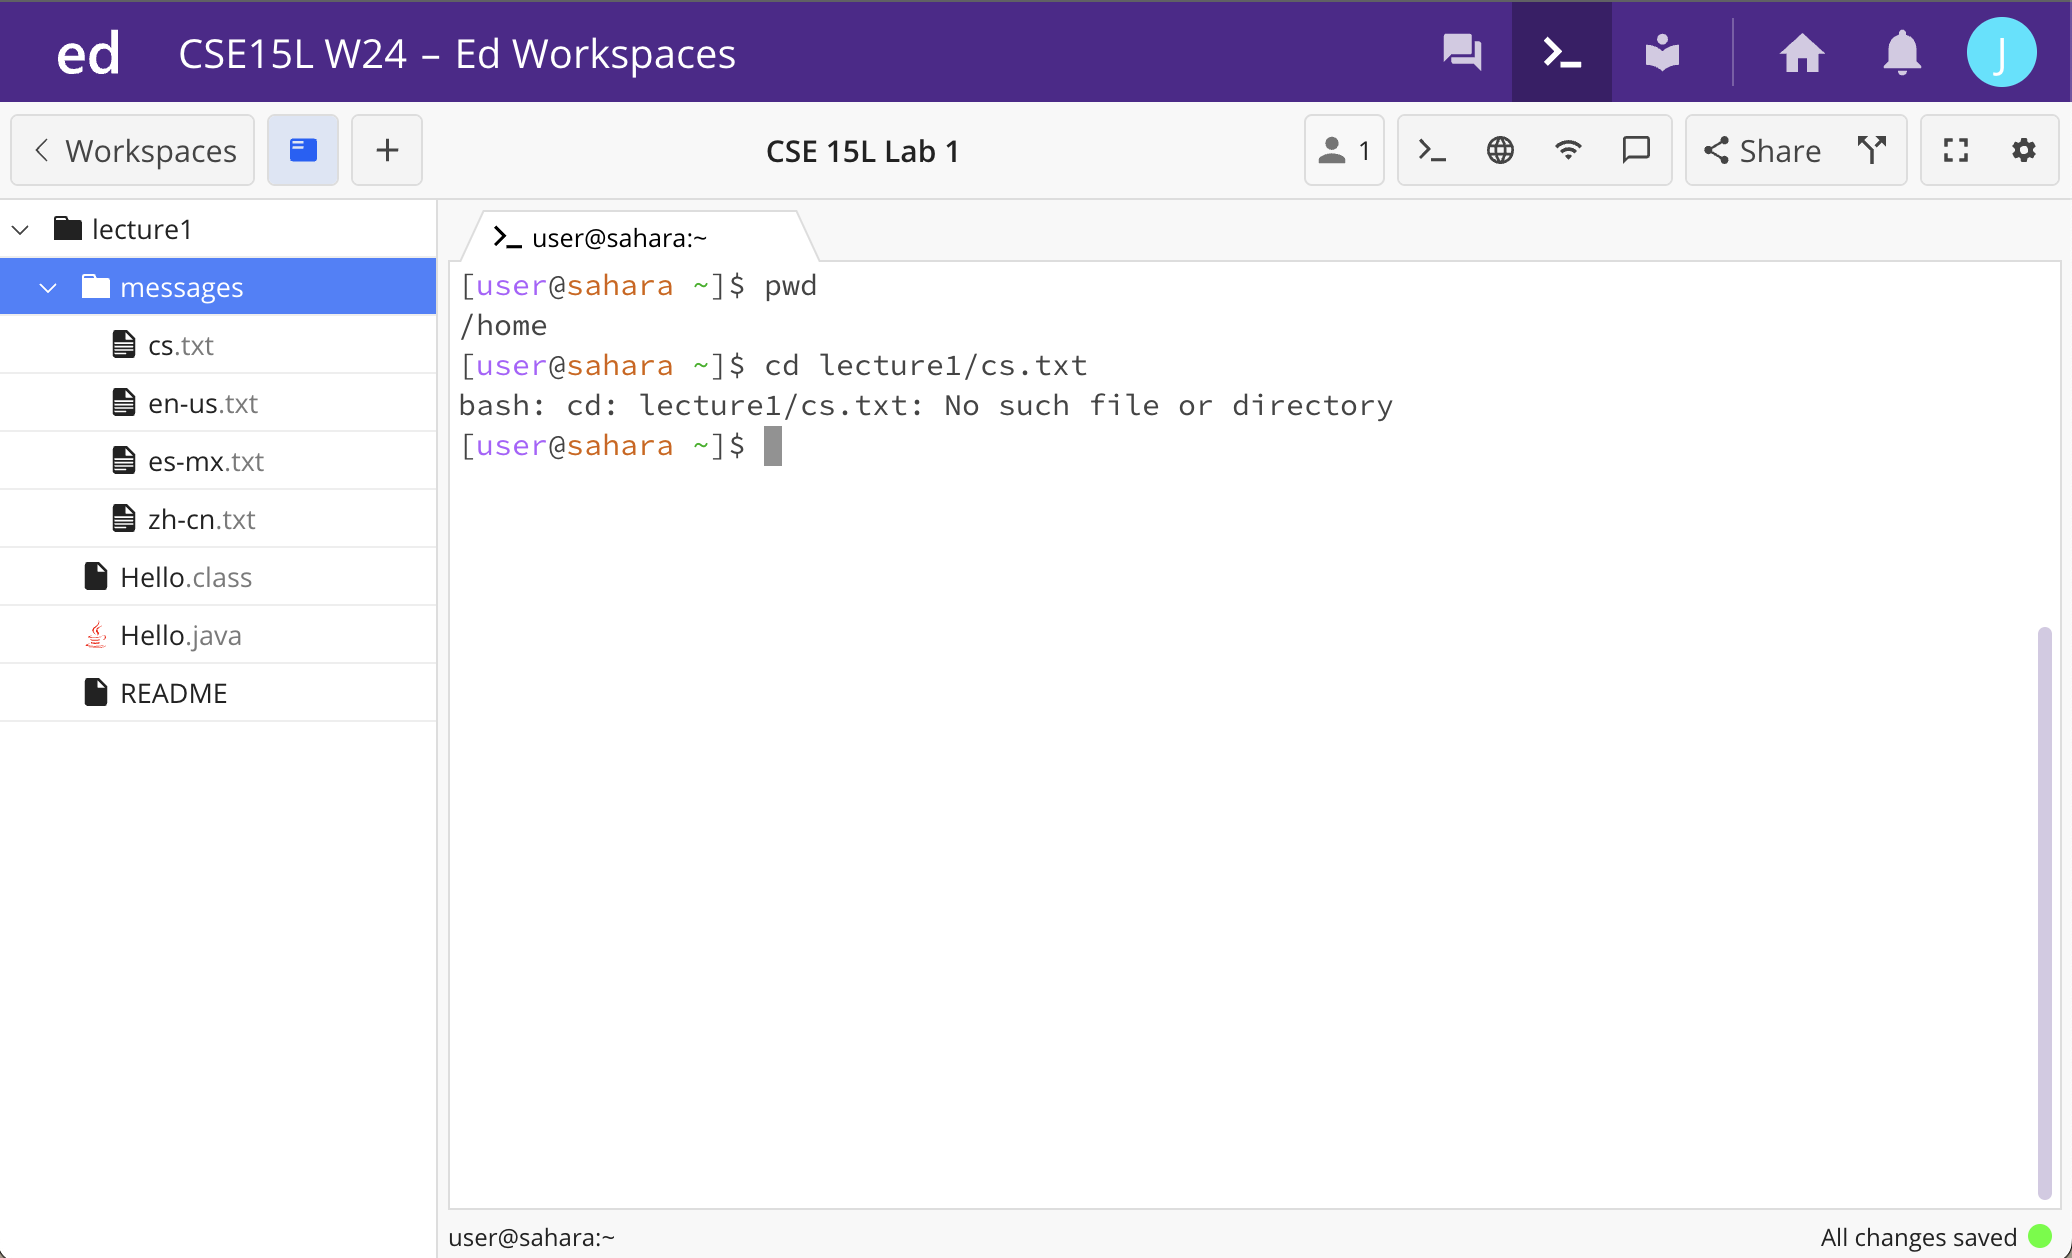 ed CSE15L W24 – Ed Workspaces J
Workspaces CSE 15L Lab 1 1 Share
lecture1
messages
cs.txt
en-us.txt
es-mx.txt
zh-cn.txt
Hello.class
Hello.java
README
user@sahara:~
[user@sahara ~]$ pwd
/home
[user@sahara ~]$ cd lecture1/cs.txt
bash: cd: lecture1/cs.txt: No such file or directory
[user@sahara ~]$
user@sahara:~ All changes saved